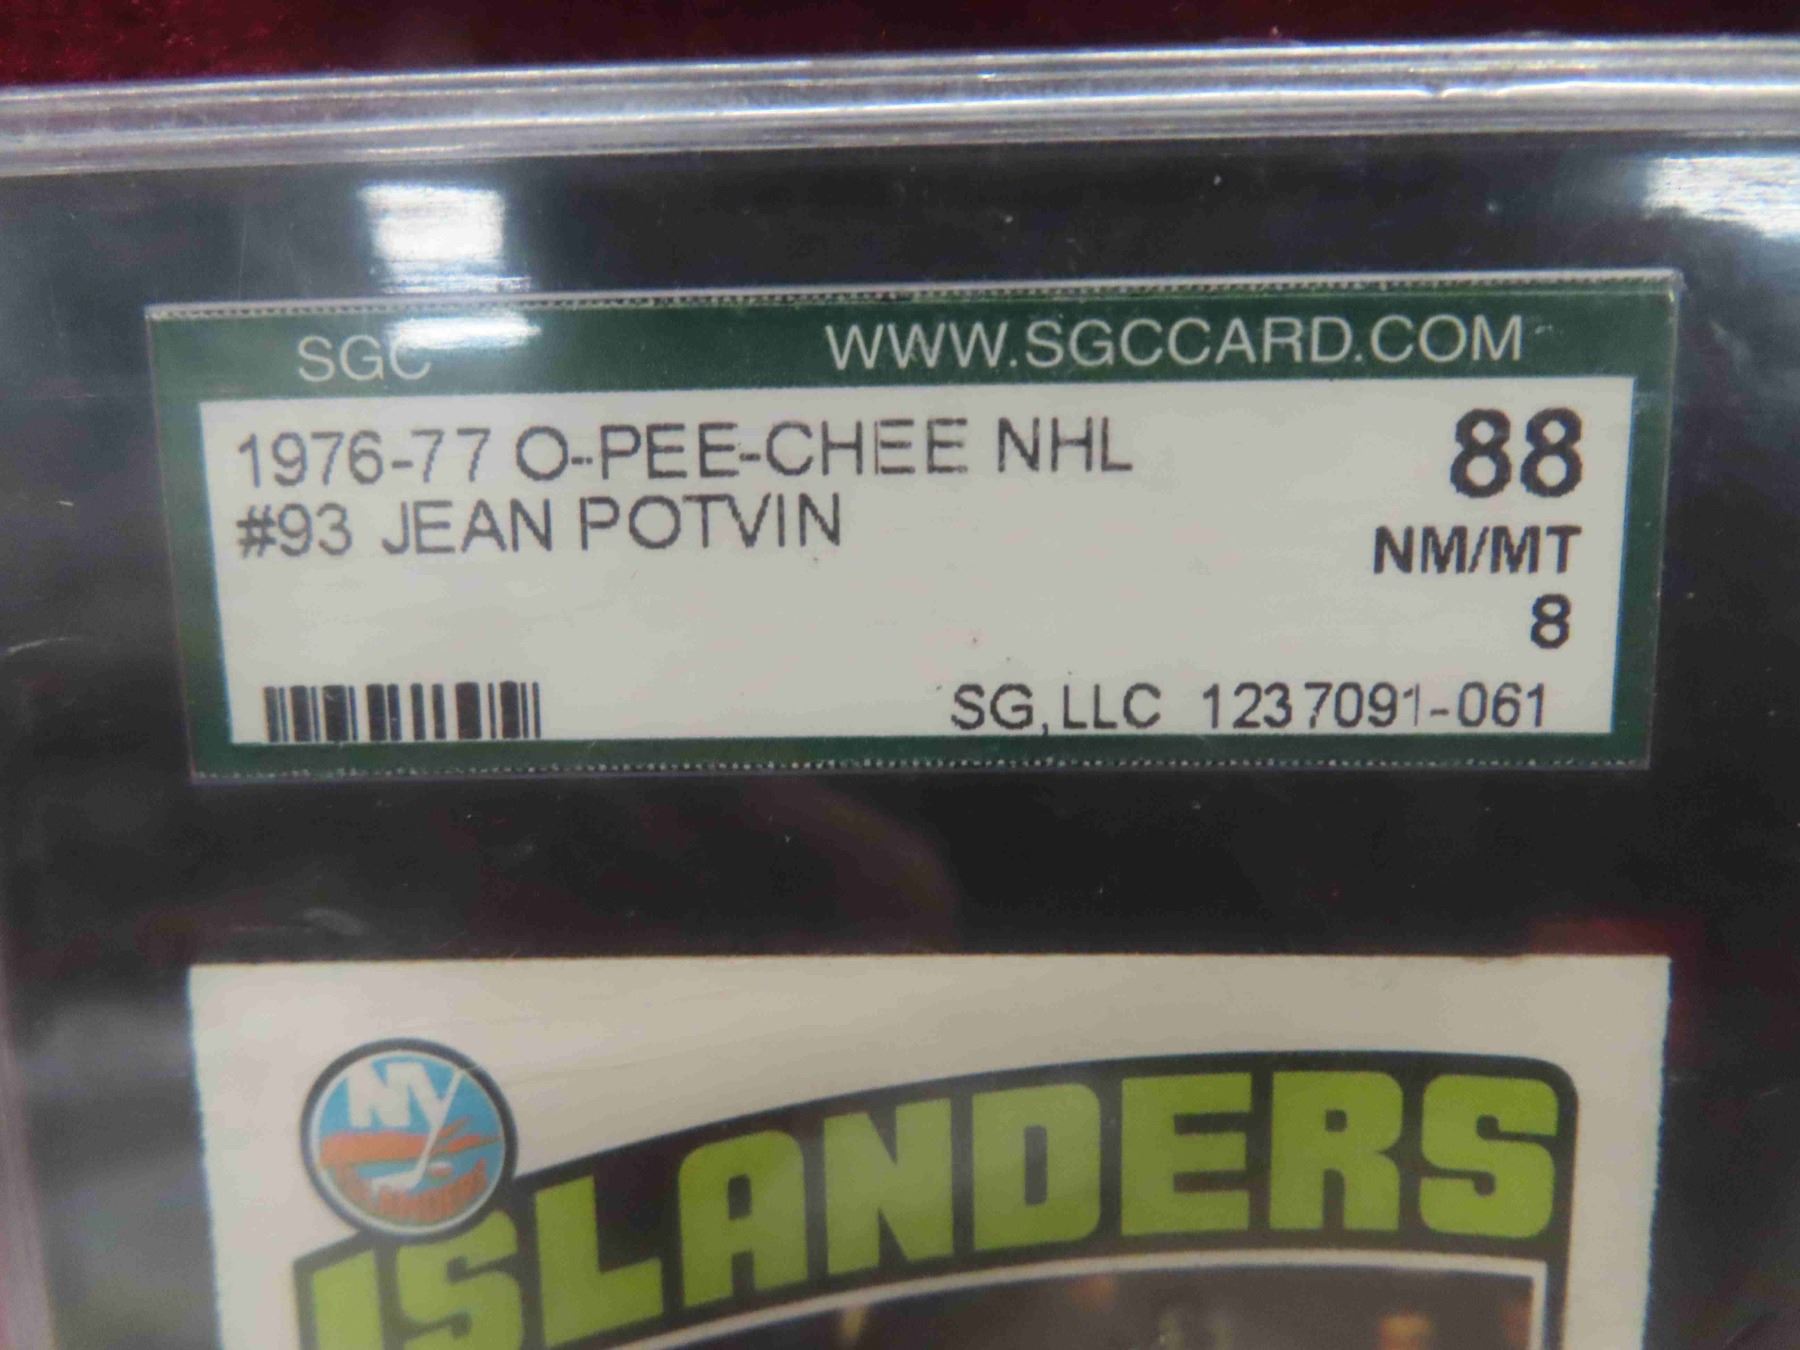 SGC WWW.SGCCARD.COM
1976-77 O-PEE-CHEE NHL 88
#93 JEAN POTVIN NM/MT
8
SG,LLC 1237091-061
NY
ISLANDERS